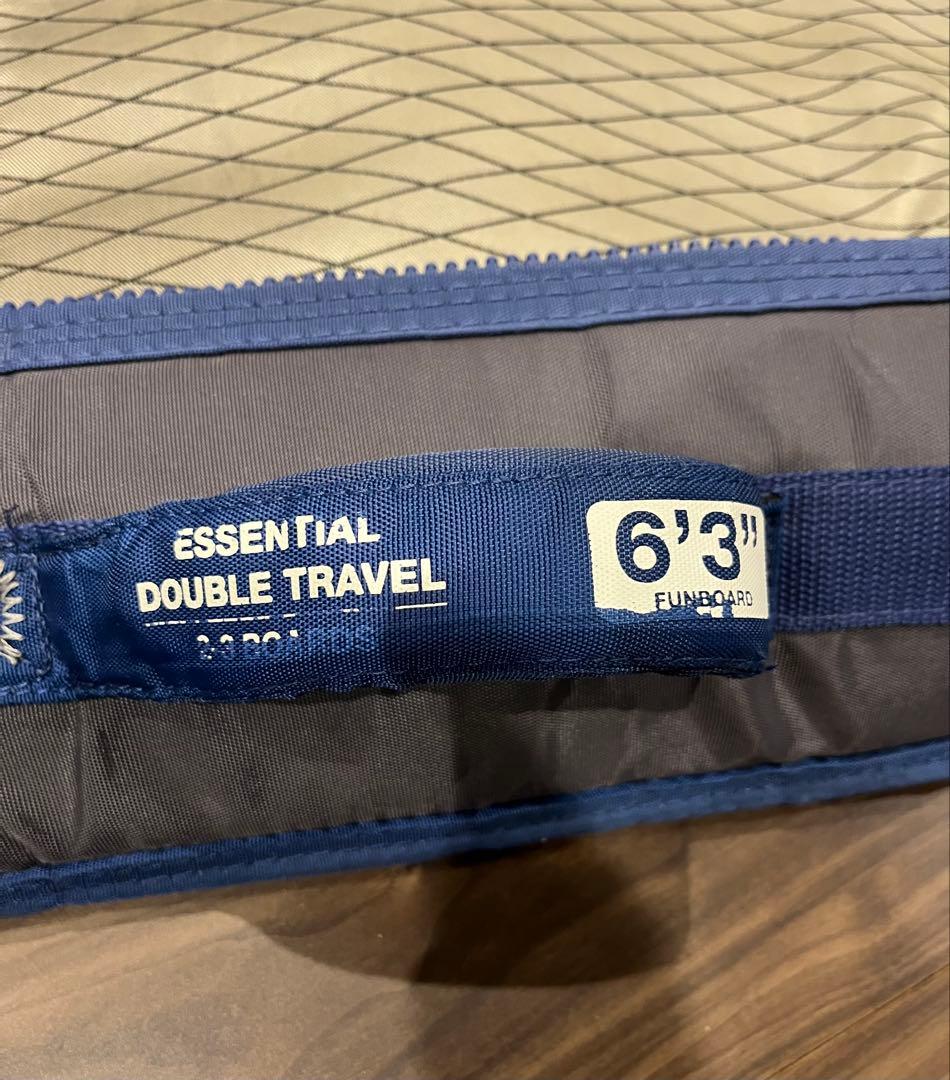 ESSENTIAL
DOUBLE TRAVEL
6'3"
FUNBOARD